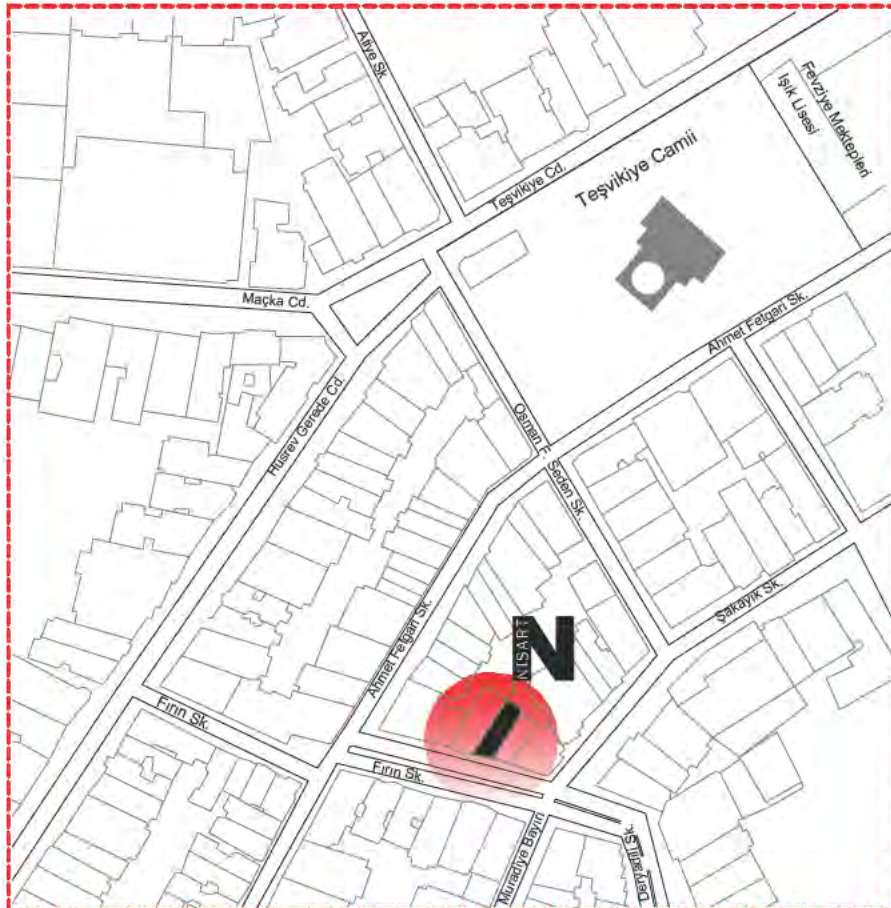 Atiye Sk.
Fevziye Mektepleri
Işık Lisesi
Teşvikiye Camii
Teşvikiye Cd.
Maçka Cd.
Ahmet Fetgari Sk.
Hüsrev Gerede Cd.
Osman F. Seden Sk.
Şakayık Sk.
Ahmet Fetgari Sk.
NISART
N
Fırın Sk.
Fırın Sk.
Muradiye Bayırı
Deryadil Sk.